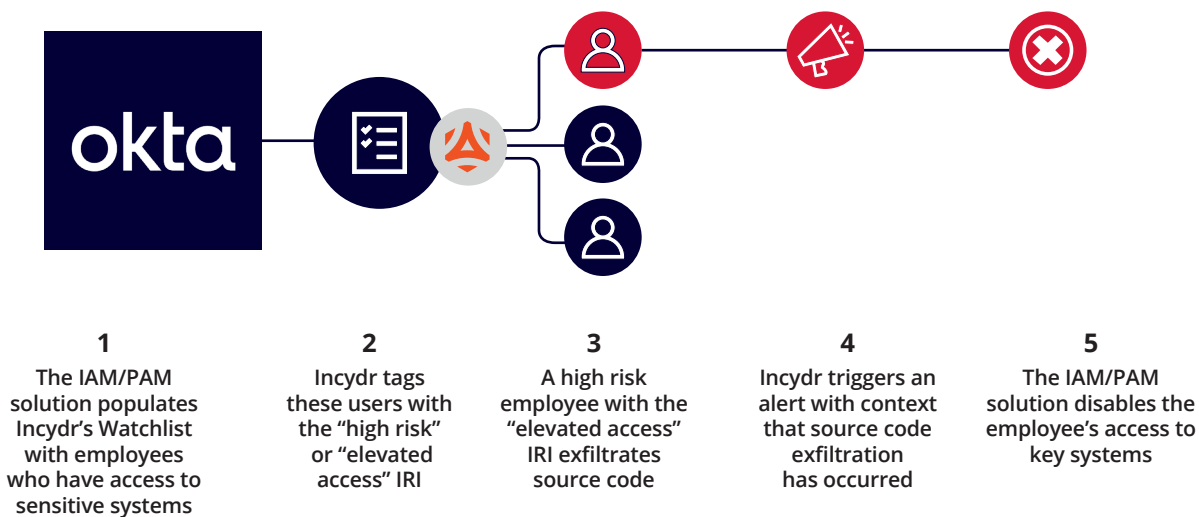 okta
1
The IAM/PAM
solution populates
Incydr’s Watchlist
with employees
who have access to
sensitive systems
2
Incydr tags
these users with
the “high risk”
or “elevated
access” IRI
3
A high risk
employee with the
“elevated access”
IRI exfiltrates
source code
4
Incydr triggers an
alert with context
that source code
exfiltration
has occurred
5
The IAM/PAM
solution disables the
employee’s access to
key systems